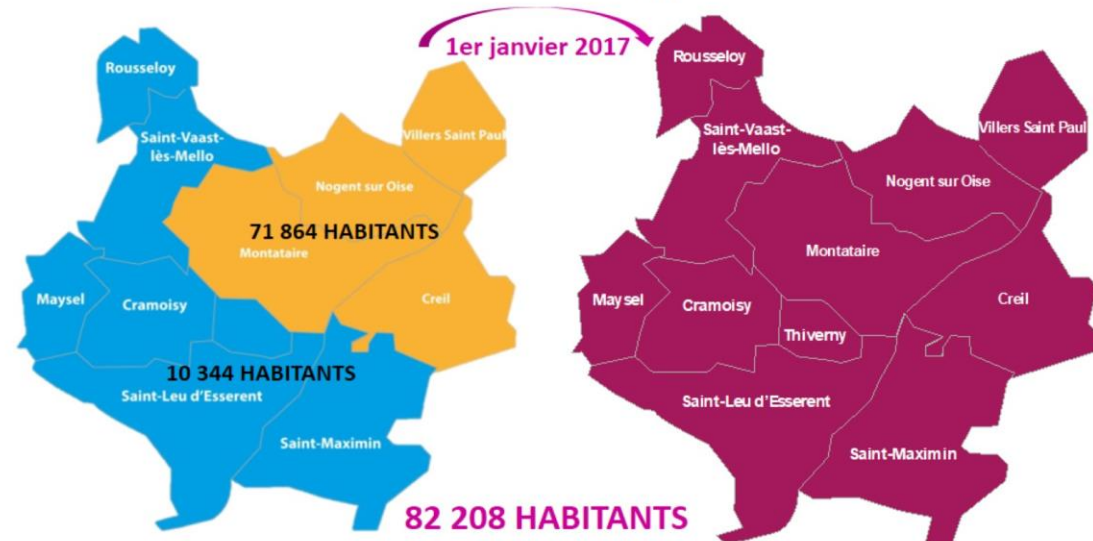 1er janvier 2017
Rousseloy
Saint-Vaast-
lès-Mello
Villers Saint Paul
Nogent sur Oise
71 864 HABITANTS
Montataire
Maysel
Cramoisy
Creil
10 344 HABITANTS
Saint-Leu d'Esserent
Saint-Maximin
Rousseloy
Saint-Vaast-
lès-Mello
Villers Saint Paul
Nogent sur Oise
Montataire
Maysel
Cramoisy
Creil
Thiverny
Saint-Leu d'Esserent
Saint-Maximin
82 208 HABITANTS